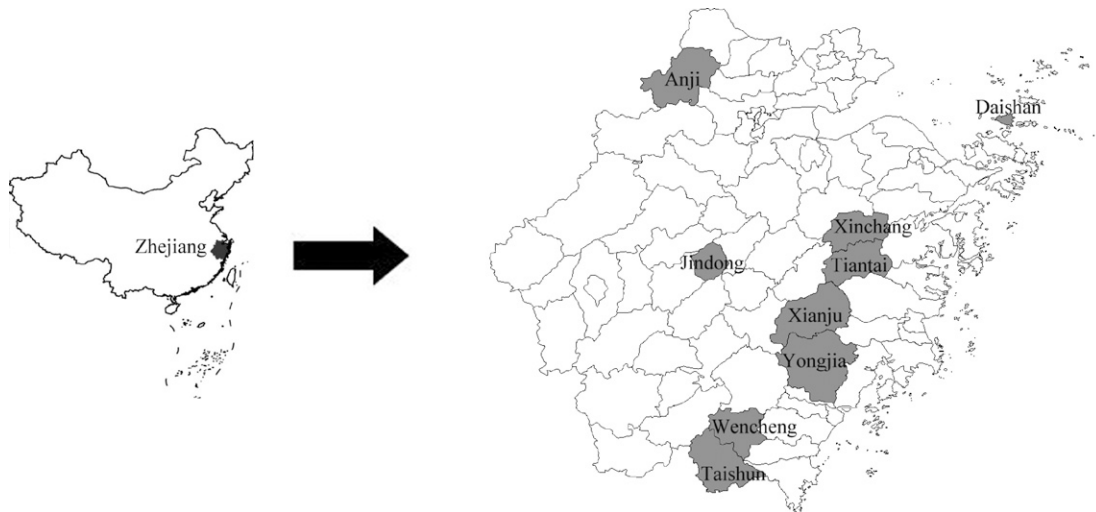 Anji
Daishan
Zhejiang
Xinchang
Jindong
Tiantai
Xianju
Yongjia
Wencheng
Taishun